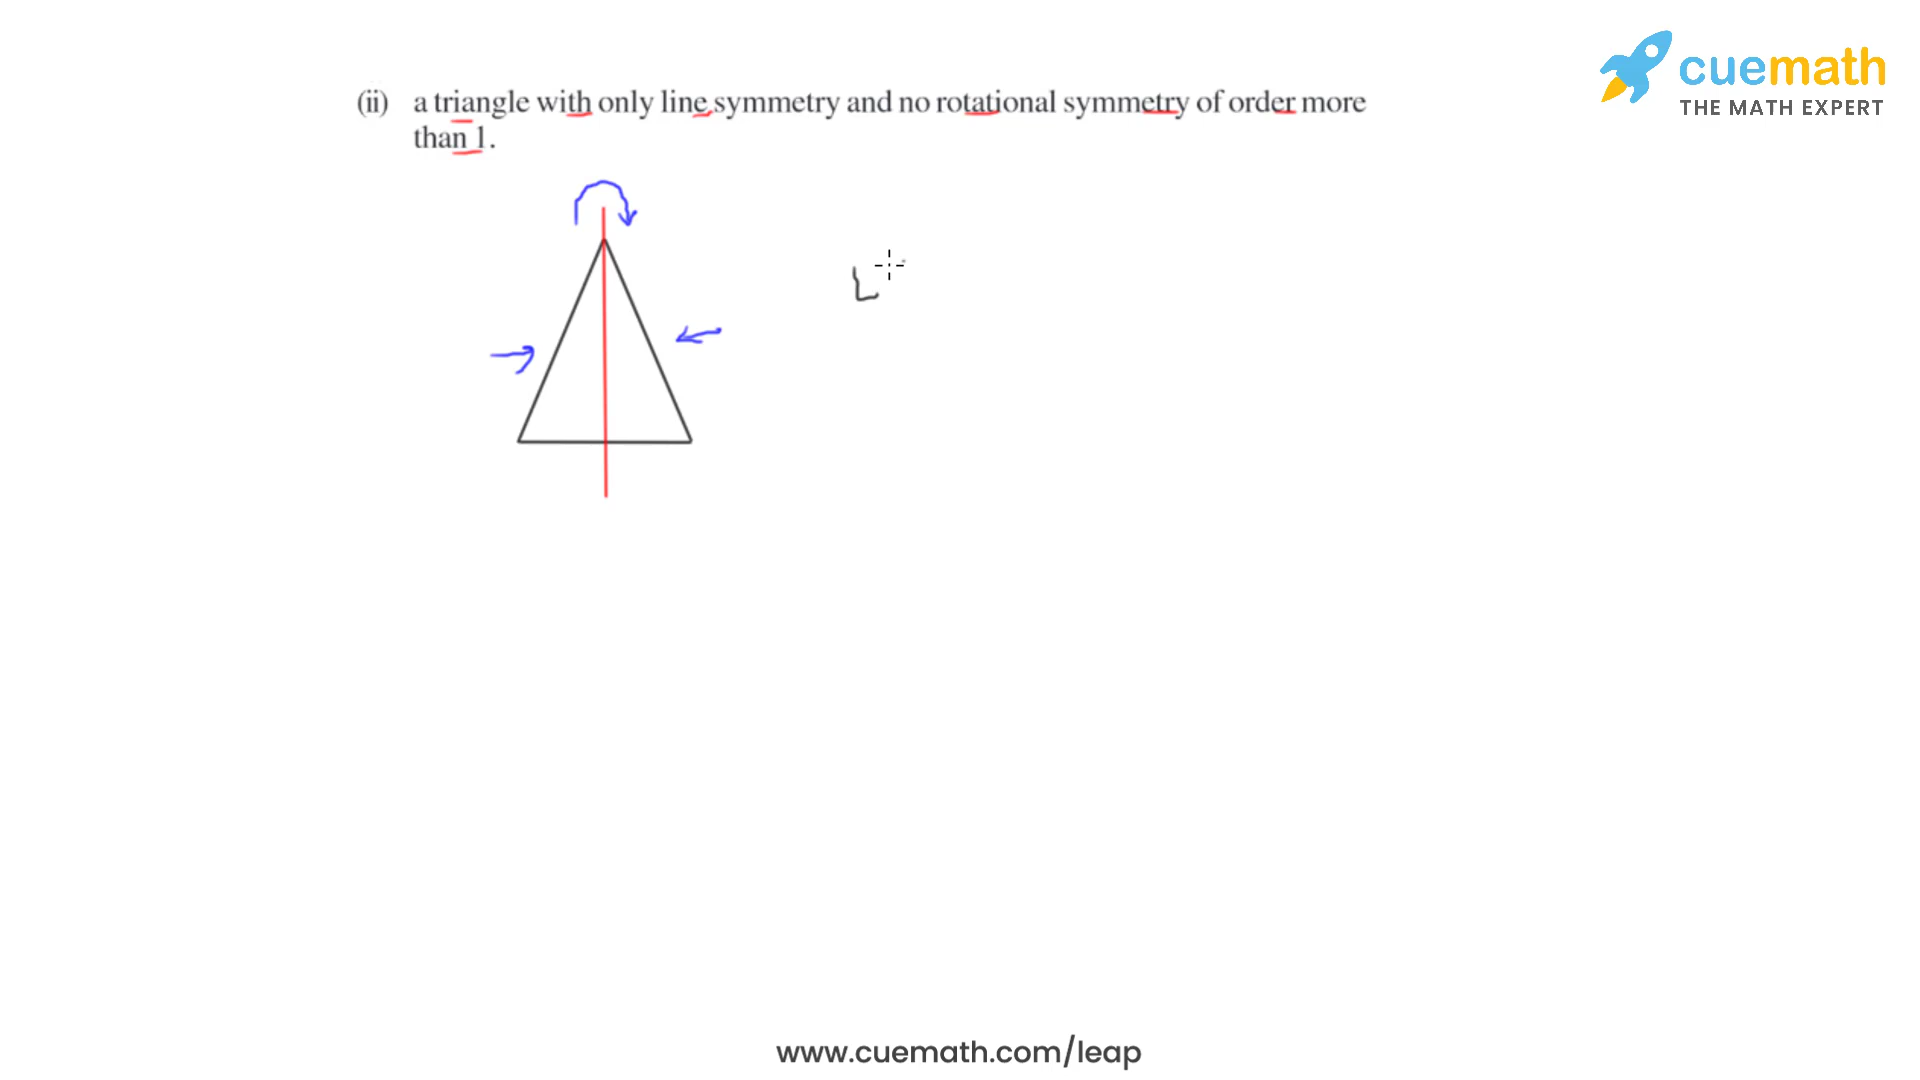 cuemath
THE MATH EXPERT
(ii) a triangle with only line symmetry and no rotational symmetry of order more
than 1.
L
www.cuemath.com/leap